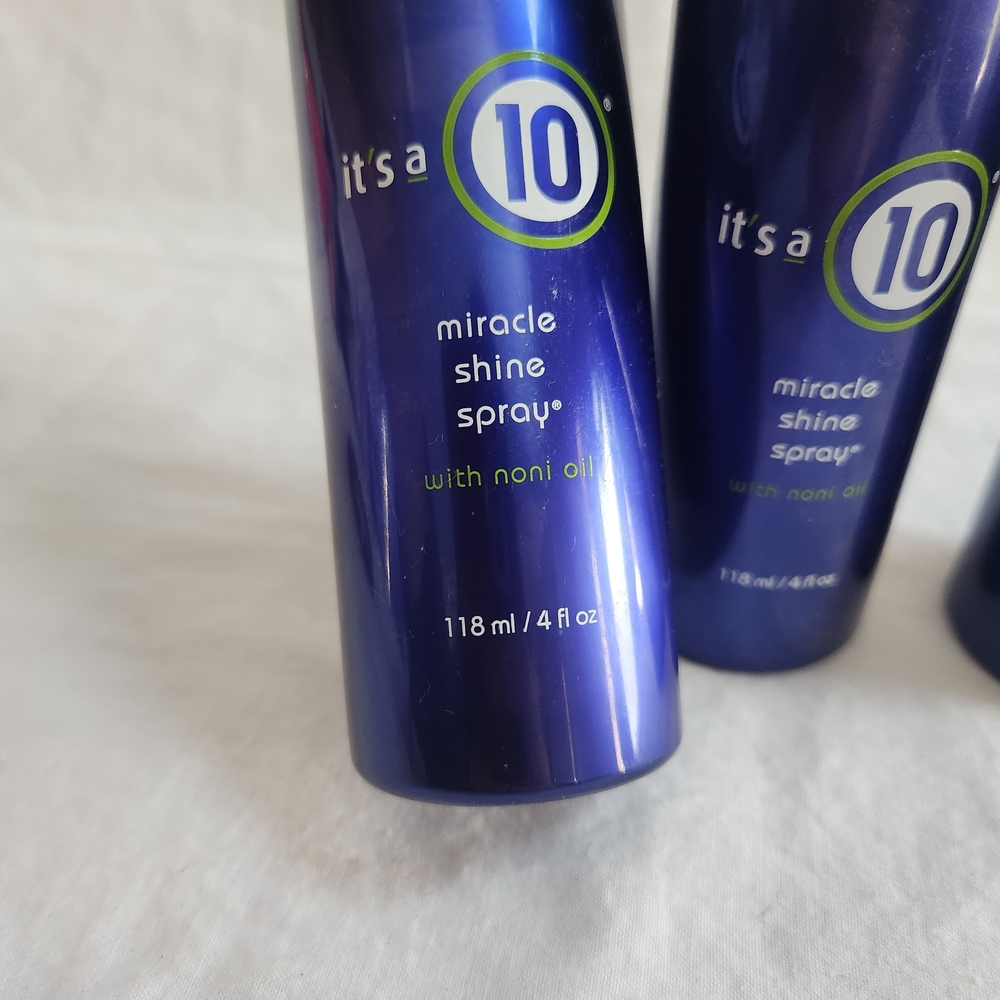 it's a 10®
miracle
shine
spray®
with noni oil
118 ml / 4 fl oz
it's a 10®
miracle
shine
spray®
with noni oil
118 ml / 4 fl oz